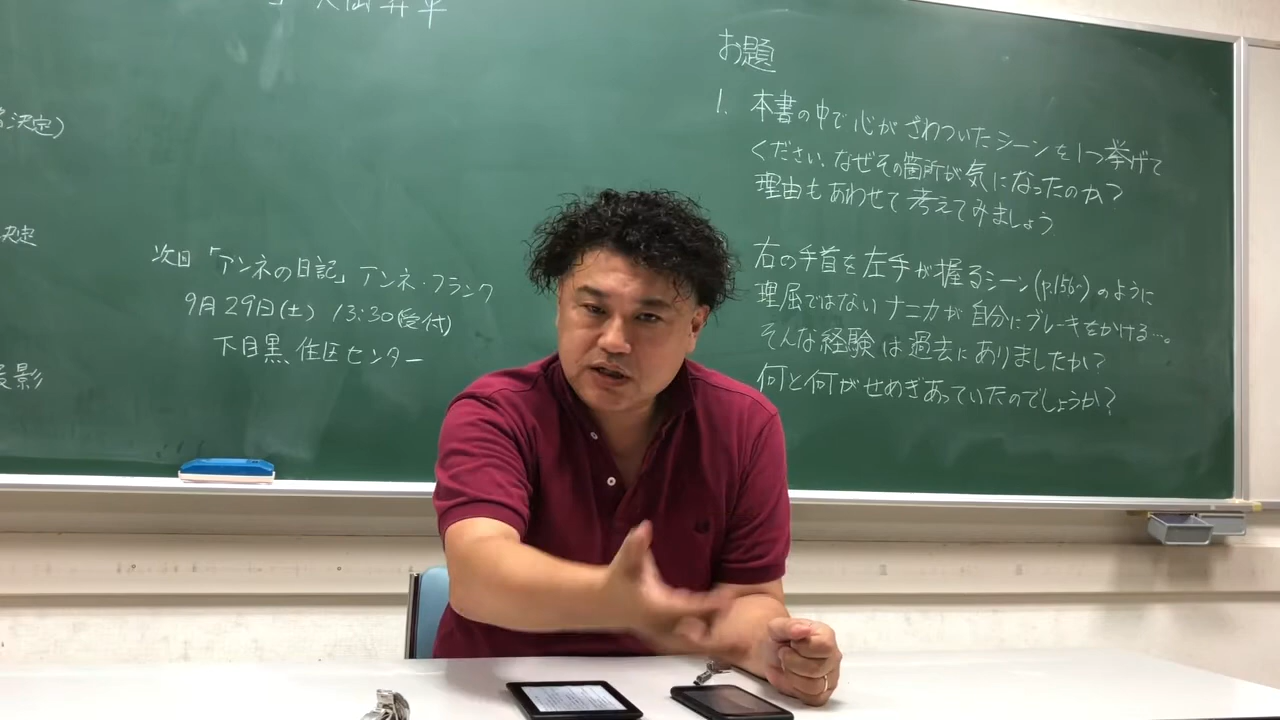 大岡昇平
決定)
決定
影
次回「アンネの日記」アンネ・フランク
9月29日(土) 13:30(受付)
下目黒住区センター
お題
1. 本書の中で心がざわついたシーンを1つ挙げて
ください、なぜその箇所が気になったのか?
理由もあわせて考えてみましょう
右の手首を左手が握るシーン(p.156~)のように
理屈ではないナニカが自分にブレーキをかける…。
そんな経験は過去にありましたか?
何と何がせめぎあっていたのでしょうか?